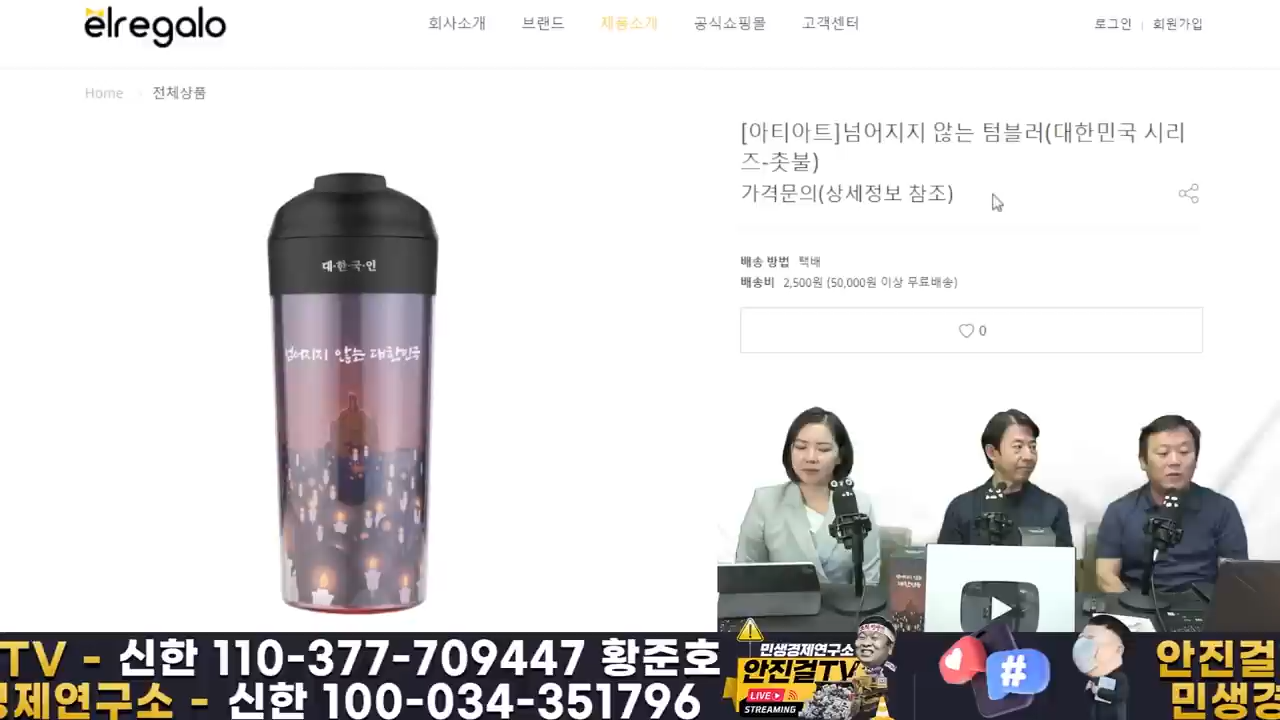 elregalo
회사소개 브랜드 제품소개 공식쇼핑몰 고객센터
로그인 | 회원가입
Home 전체상품
[아티아트]넘어지지 않는 텀블러(대한민국 시리
즈-촛불)
가격문의(상세정보 참조)
배송 방법 택배
배송비 2,500원 (50,000원 이상 무료배송)
0
대·한·국·인
넘어지지 않는 대한민국
TV - 신한 110-377-709447 황준호
경제연구소 - 신한 100-034-351796
민생경제연구소
안진걸TV
LIVE
STREAMING
#
안진걸
민생경